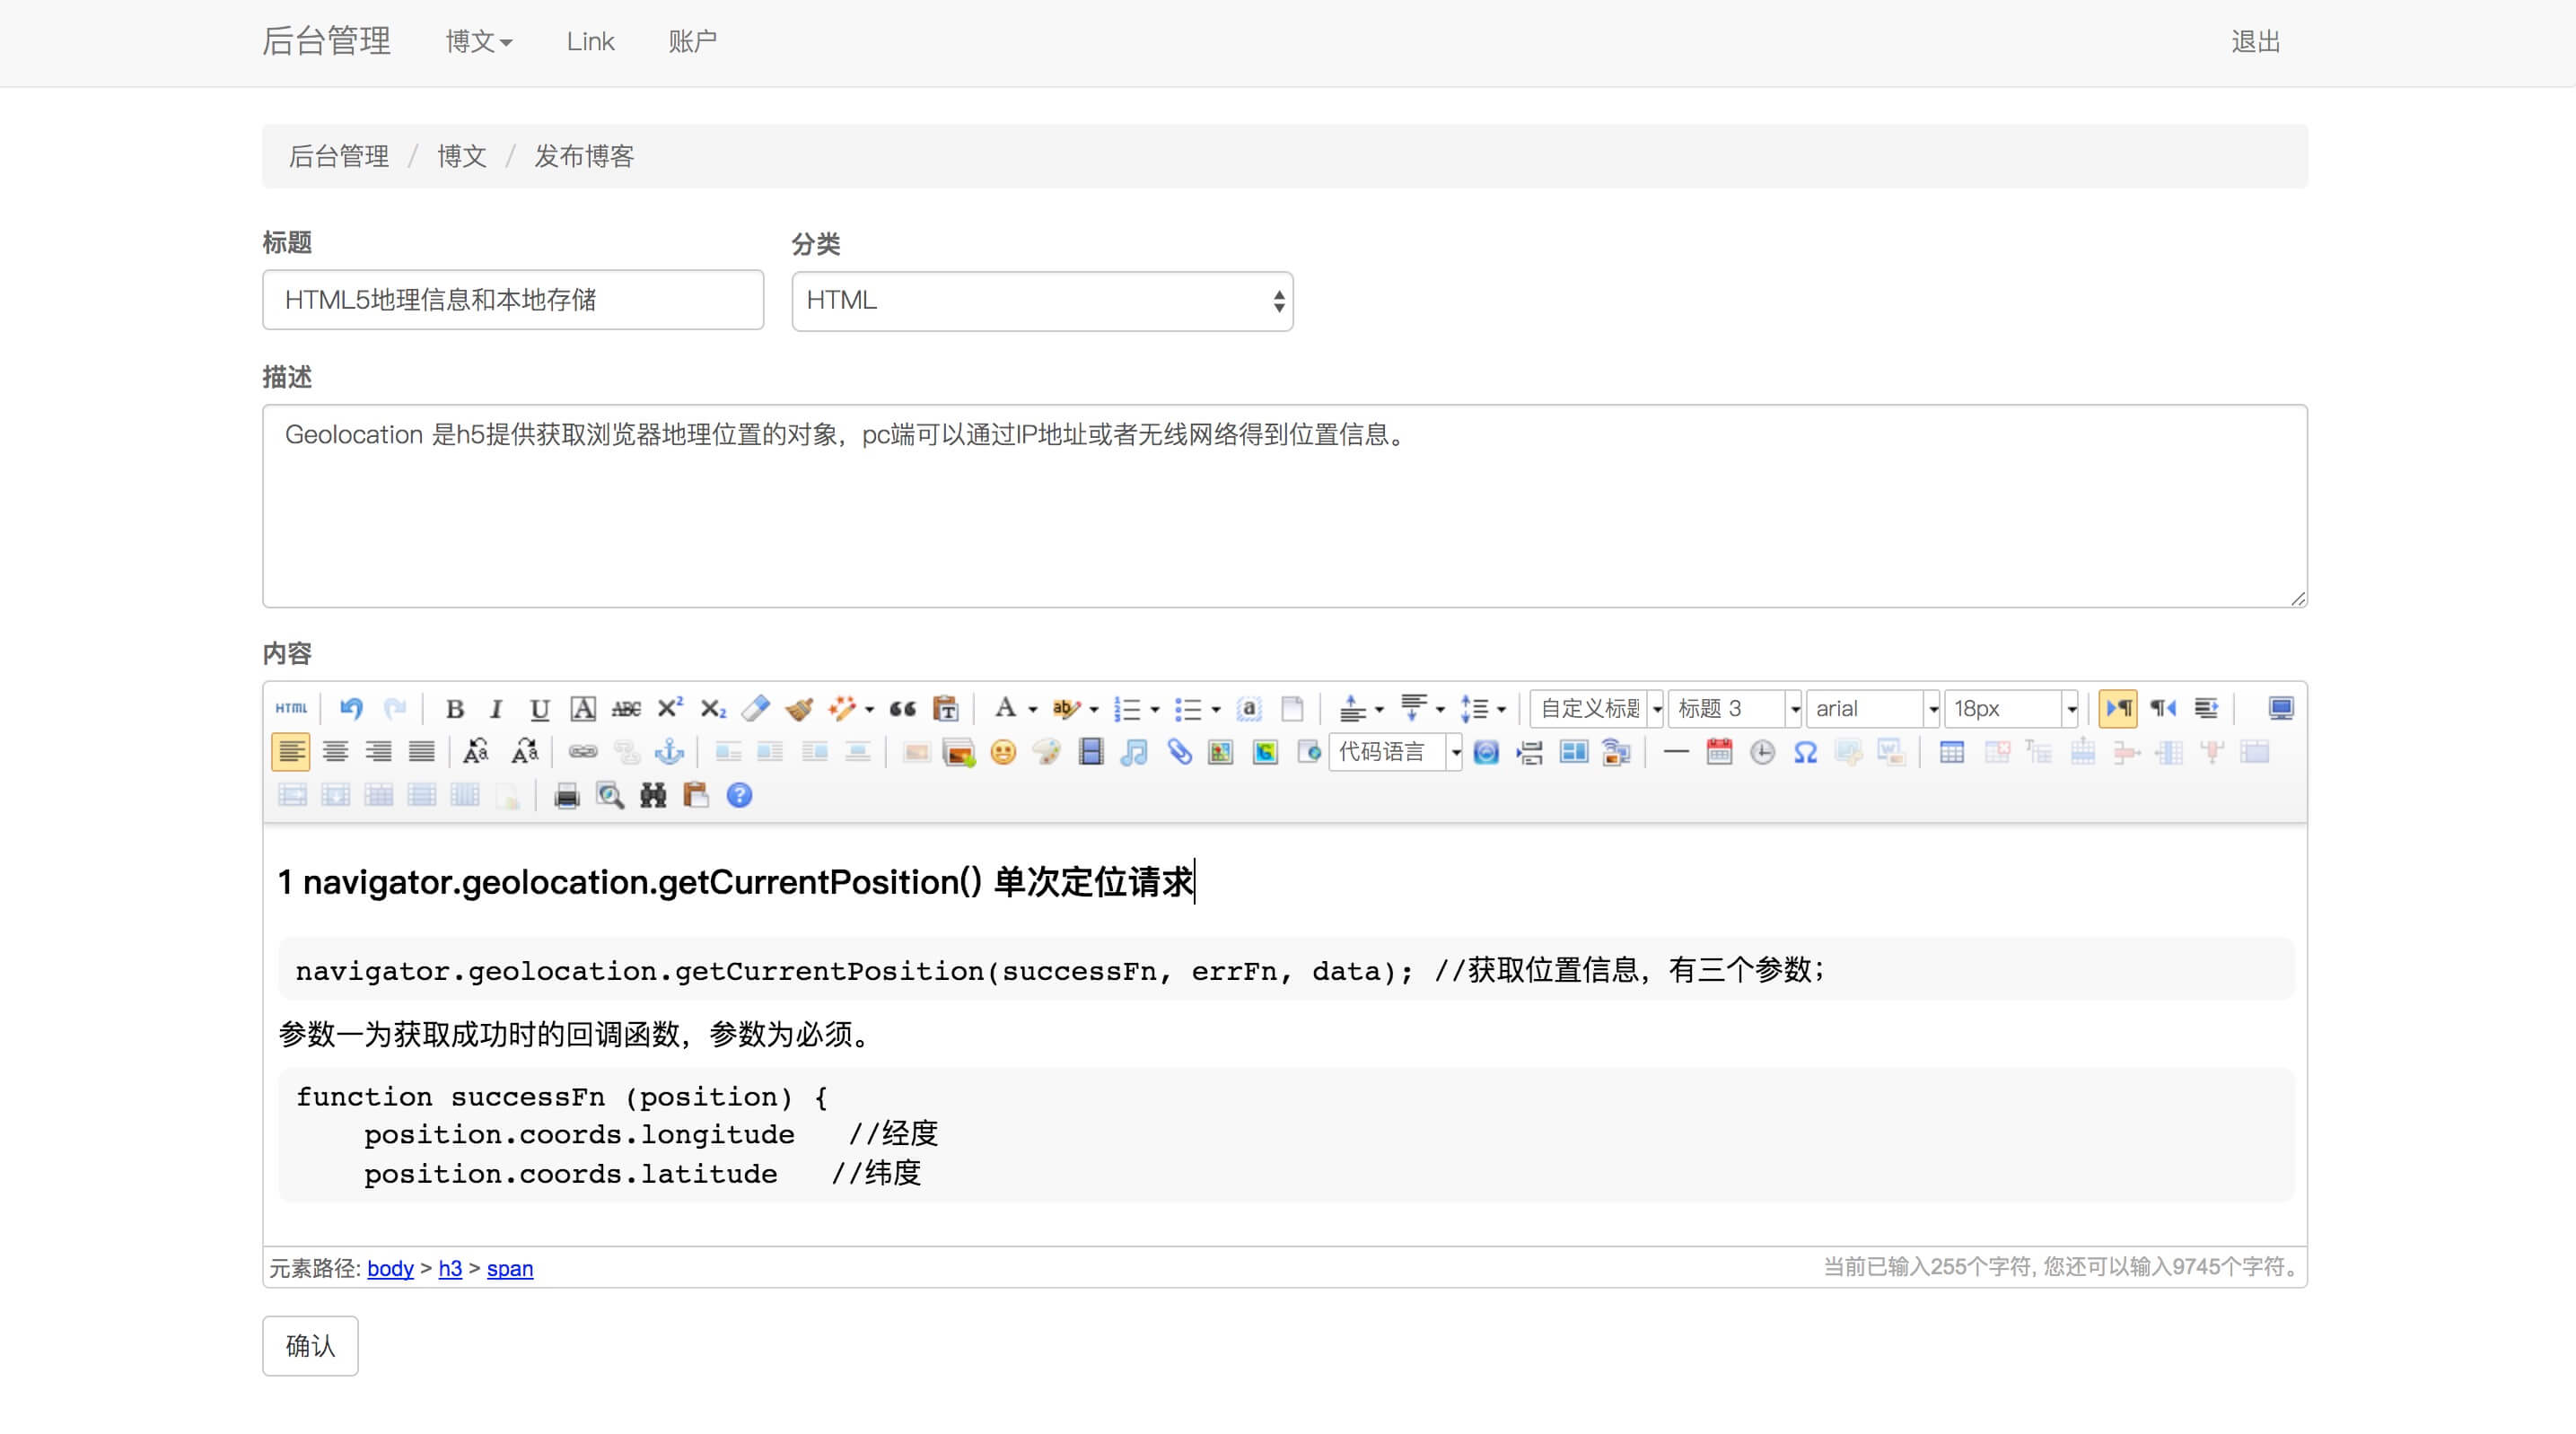 后台管理 博文 Link 账户 退出
后台管理 / 博文 / 发布博客
标题 分类
HTML5地理信息和本地存储 HTML
描述
Geolocation 是h5提供获取浏览器地理位置的对象，pc端可以通过IP地址或者无线网络得到位置信息。
内容
HTML B I U A ABC X² X₂ A ab a 自定义标题 标题 3 arial 18px
代码语言
1 navigator.geolocation.getCurrentPosition() 单次定位请求
navigator.geolocation.getCurrentPosition(successFn, errFn, data); //获取位置信息，有三个参数；
参数一为获取成功时的回调函数，参数为必须。
function successFn (position) {
position.coords.longitude //经度
position.coords.latitude //纬度
元素路径: body > h3 > span 当前已输入255个字符, 您还可以输入9745个字符。
确认